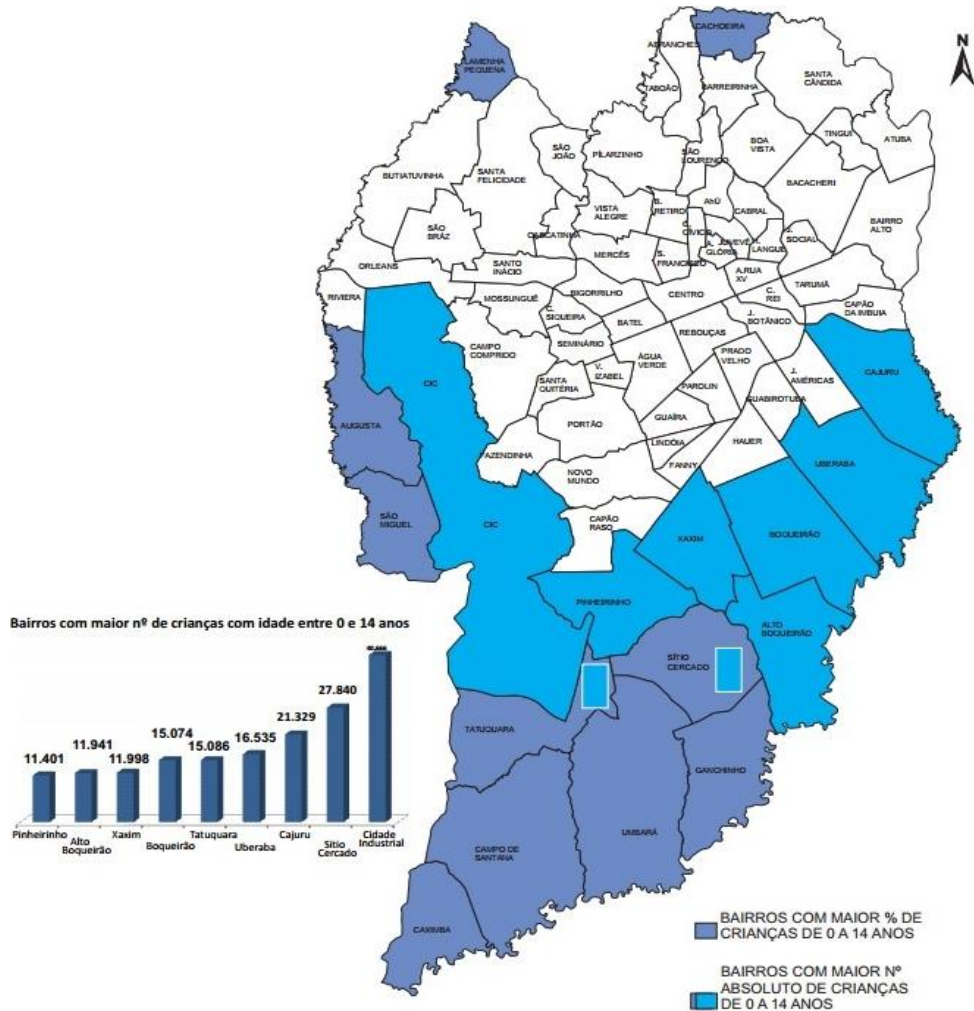 CACHOEIRA
N
ABRANCHES
LAMENHA
PEQUENA
TABOÃO
BARREIRINHA
SANTA
CÂNDIDA
SÃO
JOÃO
PILARZINHO
SÃO
LOURENÇO
BOA
VISTA
TINGUI
ATUBA
BUTIATUVINHA
SANTA
FELICIDADE
BACACHERI
VISTA
ALEGRE
B.
RETIRO
AHÚ
CABRAL
BAIRRO
ALTO
SÃO
BRÁZ
CASCATINHA
C.
CÍVICO
A.
GLÓRIA
JUVEVÊ
H.
LANGUE
J.
SOCIAL
ORLEANS
SANTO
INÁCIO
MERCÊS
S.
FRANCISCO
A.RUA
XV
TARUMÃ
RIVIERA
MOSSUNGUÊ
BIGORRILHO
CENTRO
C.
REI
CAPÃO
DA IMBUIA
C.
SIQUEIRA
BATEL
J.
BOTÂNICO
CAMPO
COMPRIDO
SEMINÁRIO
REBOUÇAS
CIC
V.
IZABEL
ÁGUA
VERDE
PRADO
VELHO
J.
AMÉRICAS
CAJURU
SANTA
QUITÉRIA
PAROLIN
GUABIROTUBA
AUGUSTA
PORTÃO
GUAÍRA
LINDÓIA
HAUER
FAZENDINHA
FANNY
UBERABA
NOVO
MUNDO
SÃO
MIGUEL
CIC
CAPÃO
RASO
XAXIM
BOQUEIRÃO
PINHEIRINHO
ALTO
BOQUEIRÃO
SÍTIO
CERCADO
TATUQUARA
GANCHINHO
UMBARÁ
CAMPO DE
SANTANA
CAXIMBA
Bairros com maior nº de crianças com idade entre 0 e 14 anos
11.401
11.941
11.998
15.074
15.086
16.535
21.329
27.840
Pinheirinho
Alto
Boqueirão
Xaxim
Boqueirão
Tatuquara
Uberaba
Cajuru
Sítio
Cercado
Cidade
Industrial
BAIRROS COM MAIOR % DE
CRIANÇAS DE 0 A 14 ANOS
BAIRROS COM MAIOR Nº
ABSOLUTO DE CRIANÇAS
DE 0 A 14 ANOS